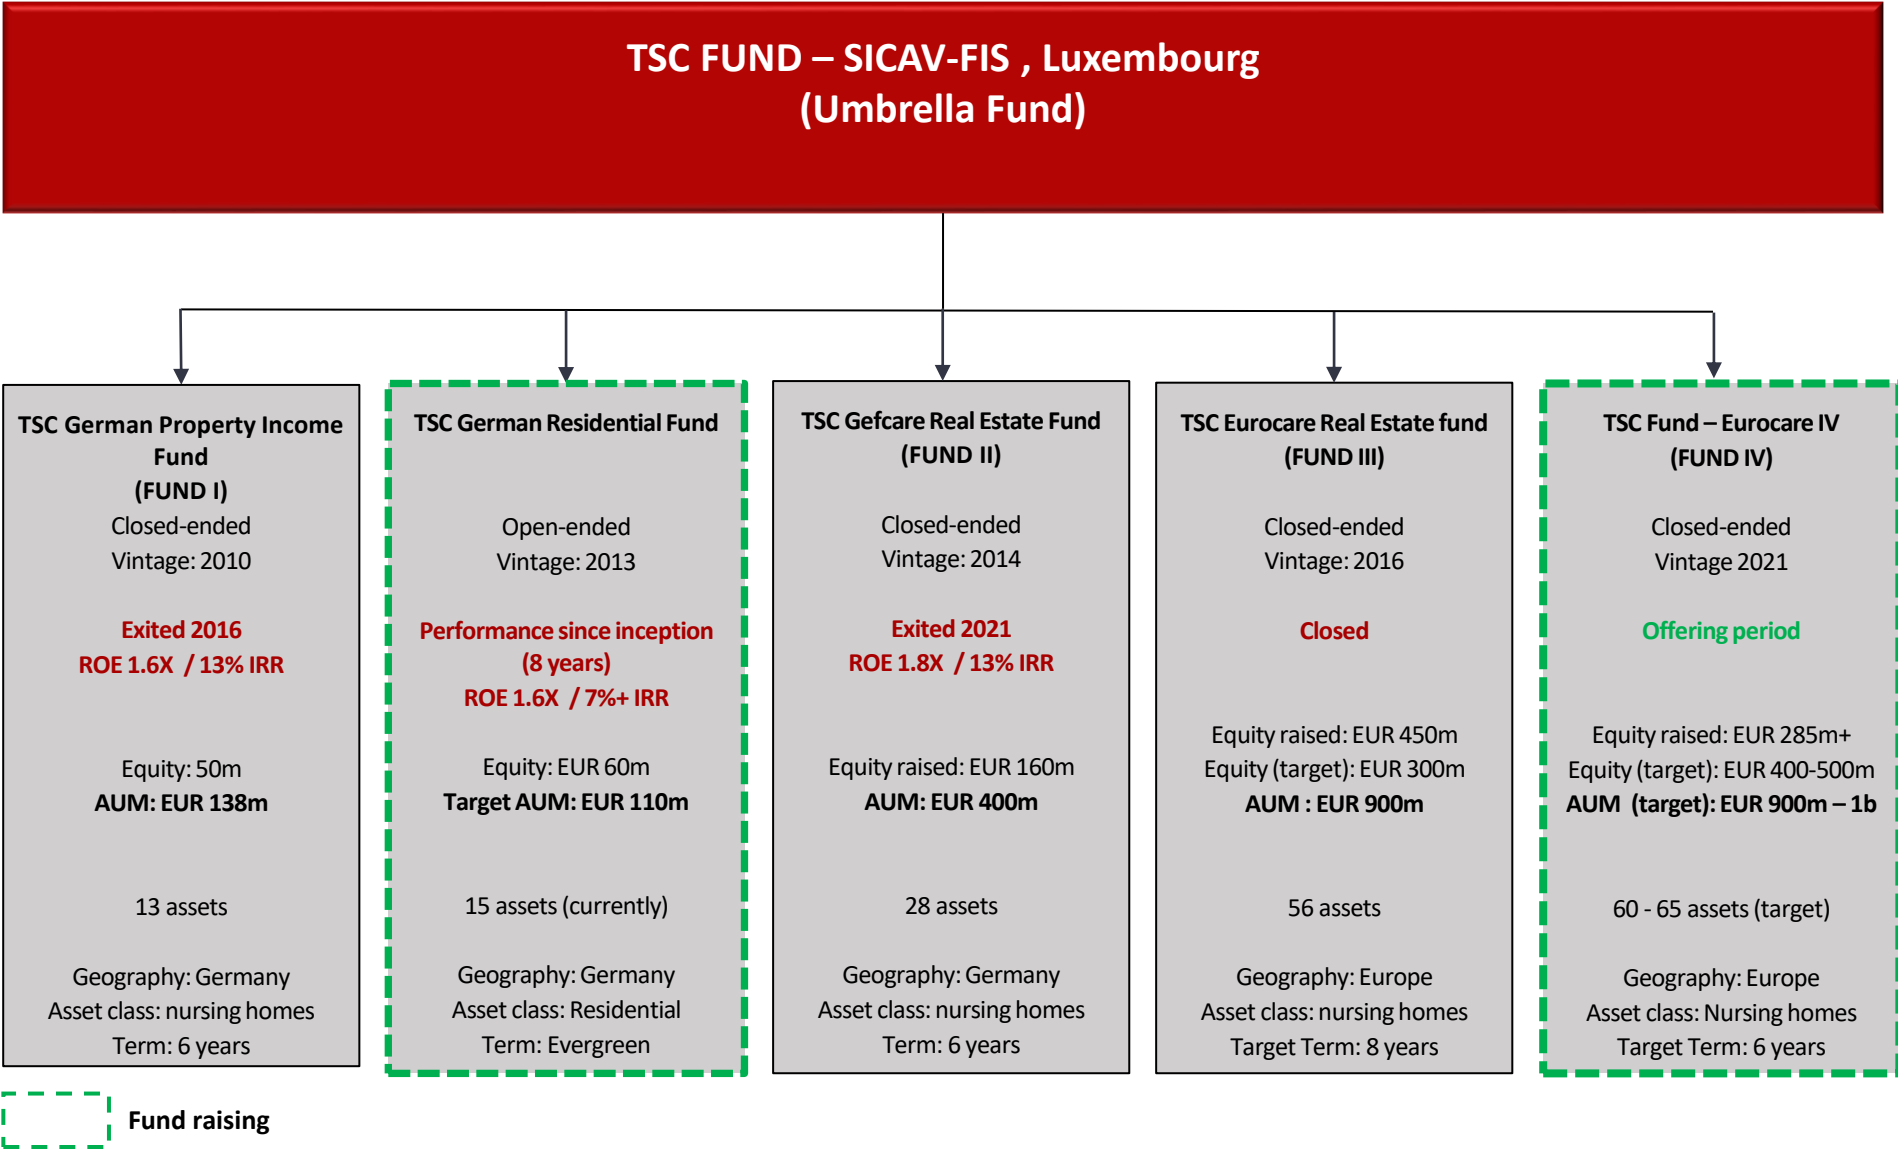 TSC FUND – SICAV-FIS , Luxembourg
(Umbrella Fund)
TSC German Property Income
Fund
(FUND I)
Closed-ended
Vintage: 2010
Exited 2016
ROE 1.6X / 13% IRR
Equity: 50m
AUM: EUR 138m
13 assets
Geography: Germany
Asset class: nursing homes
Term: 6 years
TSC German Residential Fund
Open-ended
Vintage: 2013
Performance since inception
(8 years)
ROE 1.6X / 7%+ IRR
Equity: EUR 60m
Target AUM: EUR 110m
15 assets (currently)
Geography: Germany
Asset class: Residential
Term: Evergreen
TSC Gefcare Real Estate Fund
(FUND II)
Closed-ended
Vintage: 2014
Exited 2021
ROE 1.8X / 13% IRR
Equity raised: EUR 160m
AUM: EUR 400m
28 assets
Geography: Germany
Asset class: nursing homes
Term: 6 years
TSC Eurocare Real Estate fund
(FUND III)
Closed-ended
Vintage: 2016
Closed
Equity raised: EUR 450m
Equity (target): EUR 300m
AUM : EUR 900m
56 assets
Geography: Europe
Asset class: nursing homes
Target Term: 8 years
TSC Fund – Eurocare IV
(FUND IV)
Closed-ended
Vintage 2021
Offering period
Equity raised: EUR 285m+
Equity (target): EUR 400-500m
AUM (target): EUR 900m – 1b
60 - 65 assets (target)
Geography: Europe
Asset class: Nursing homes
Target Term: 6 years
Fund raising